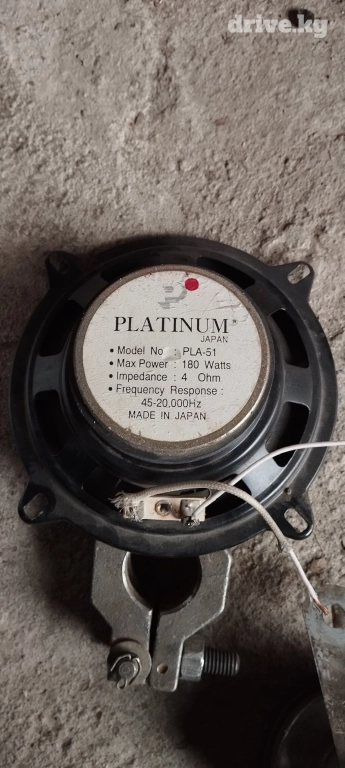 drive.kg
PLATINUM
JAPAN
• Model No : PLA-51
• Max Power : 180 Watts
• Impedance : 4 Ohm
• Frequency Response :
45-20,000Hz
MADE IN JAPAN